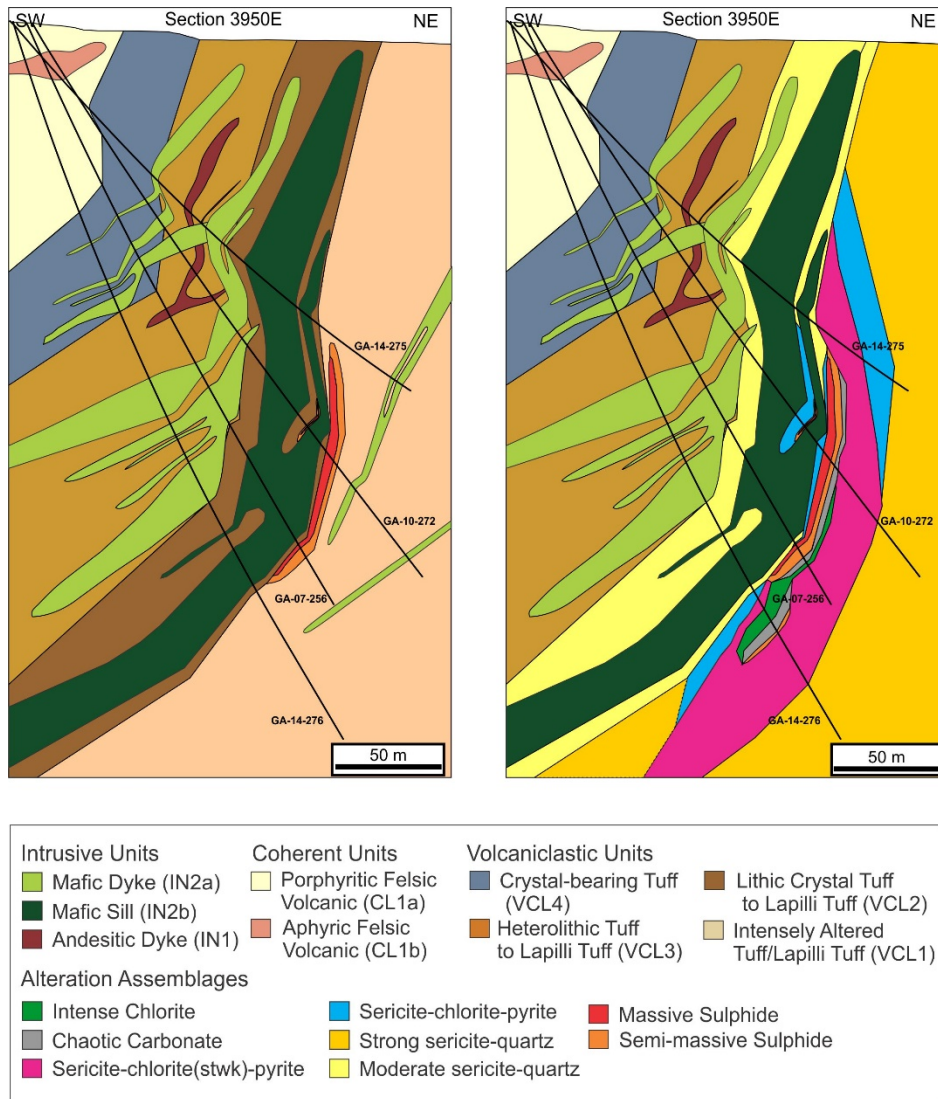 SW Section 3950E NE
GA-14-275
GA-10-272
GA-07-256
GA-14-276
50 m
SW Section 3950E NE
GA-14-275
GA-10-272
GA-07-256
GA-14-276
50 m
Intrusive Units
Mafic Dyke (IN2a)
Mafic Sill (IN2b)
Andesitic Dyke (IN1)
Coherent Units
Porphyritic Felsic
Volcanic (CL1a)
Aphyric Felsic
Volcanic (CL1b)
Volcaniclastic Units
Crystal-bearing Tuff
(VCL4)
Heterolithic Tuff
to Lapilli Tuff (VCL3)
Lithic Crystal Tuff
to Lapilli Tuff (VCL2)
Intensely Altered
Tuff/Lapilli Tuff (VCL1)
Alteration Assemblages
Intense Chlorite
Chaotic Carbonate
Sericite-chlorite(stwk)-pyrite
Sericite-chlorite-pyrite
Strong sericite-quartz
Moderate sericite-quartz
Massive Sulphide
Semi-massive Sulphide